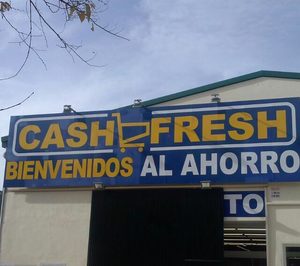 CASH FRESH
BIENVENIDOS AL AHORRO
TO